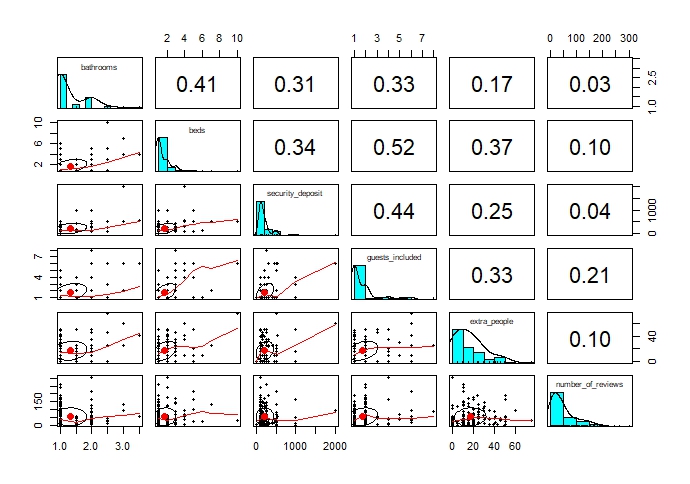 2 4 6 8 10
1 3 5 7
0 100 200 300
bathrooms
0.41
0.31
0.33
0.17
0.03
1.0 2.5
2 6 10
beds
0.34
0.52
0.37
0.10
security_deposit
0.44
0.25
0.04
0 1000
1 4 7
guests_included
0.33
0.21
extra_people
0.10
0 40
0 150
number_of_reviews
1.0 2.0 3.0
0 1000 2000
0 20 40 60